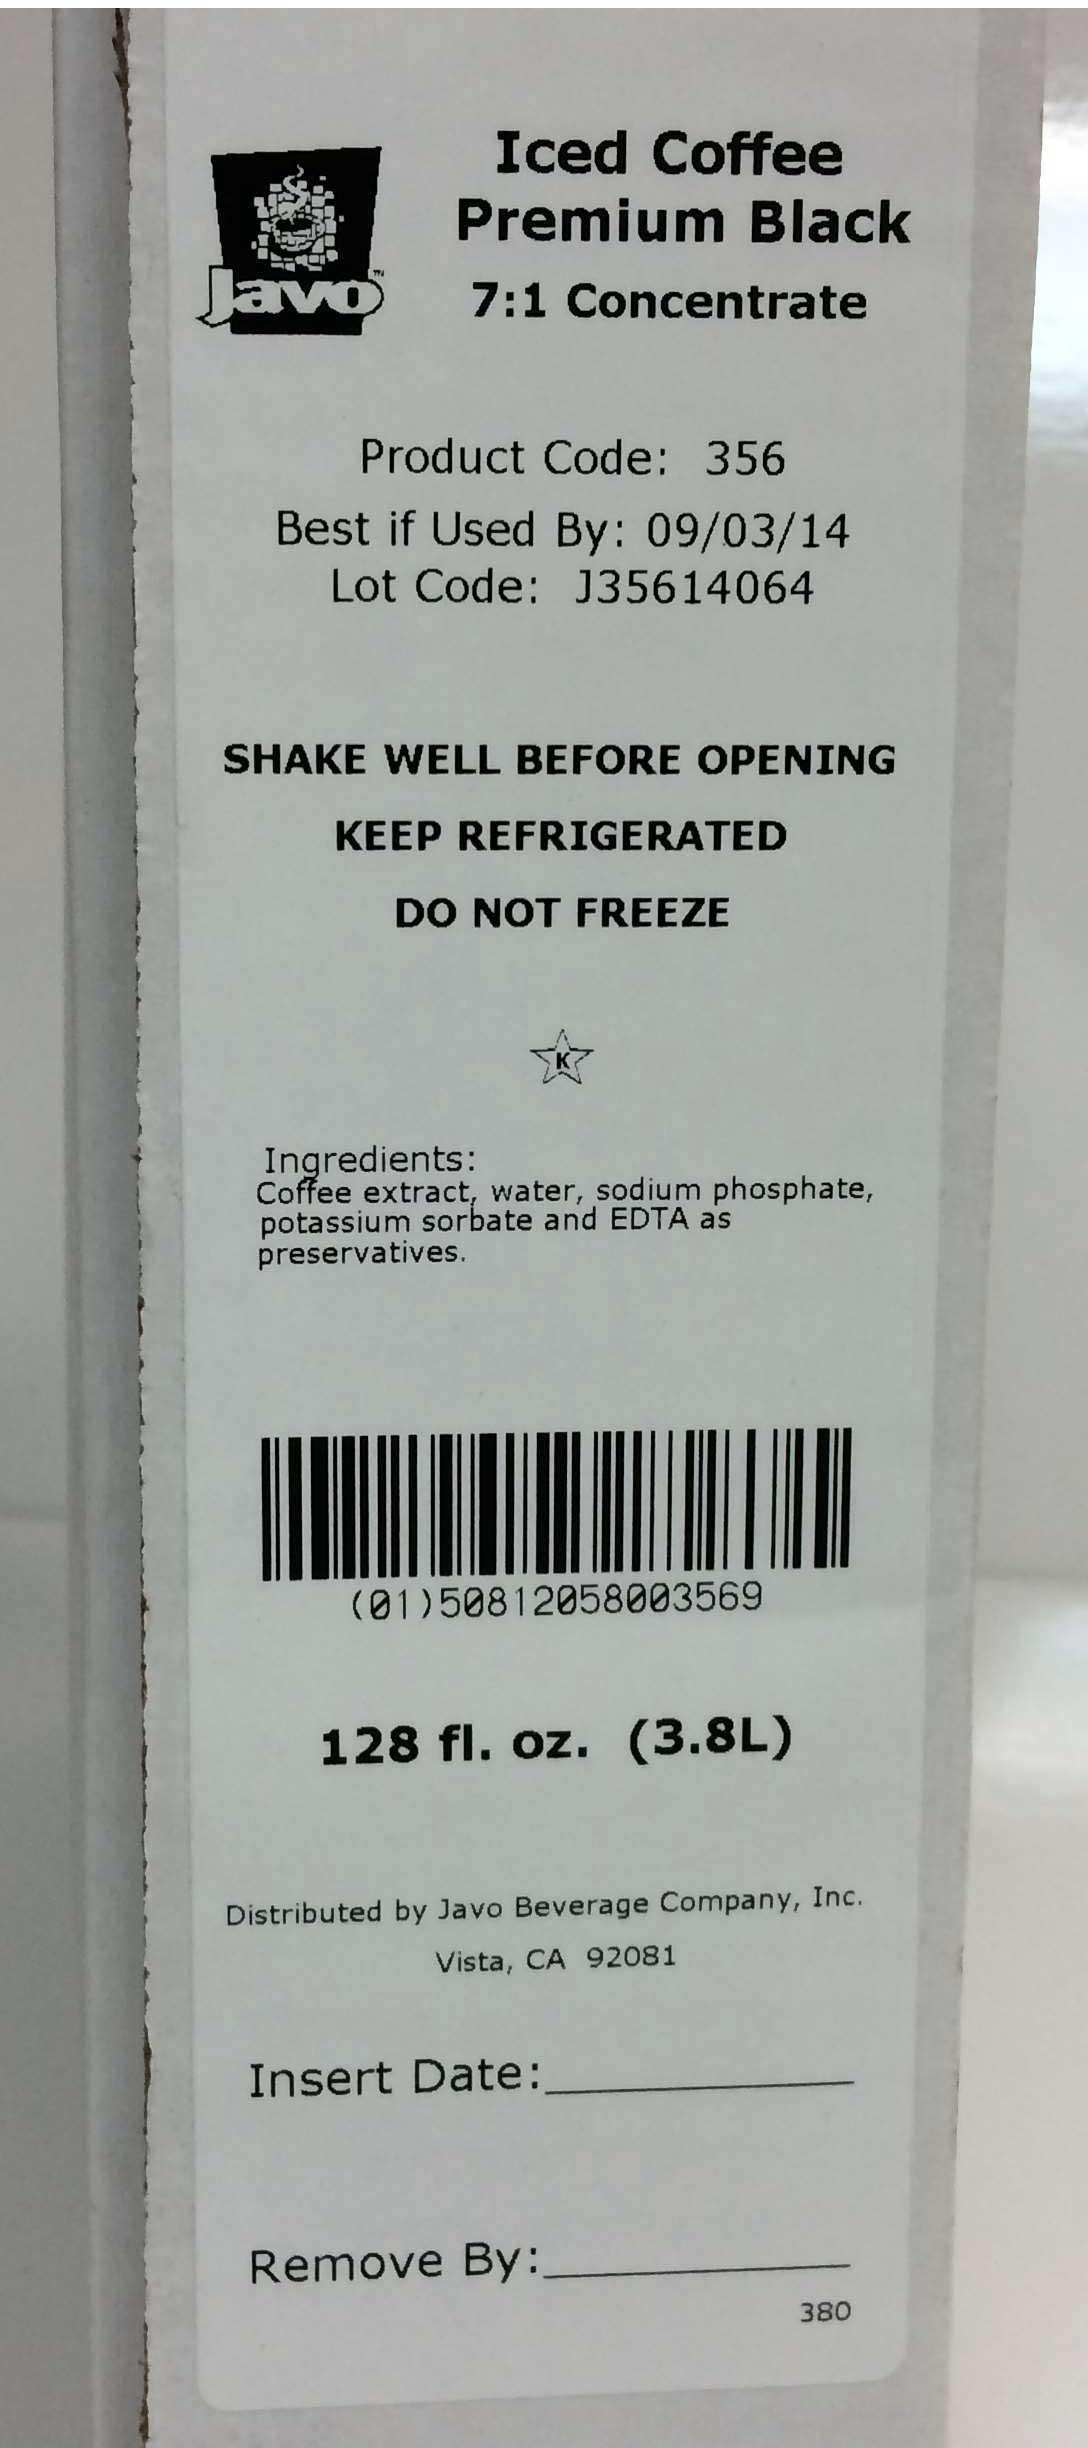 Javo™
Iced Coffee
Premium Black
7:1 Concentrate
Product Code: 356
Best if Used By: 09/03/14
Lot Code: J35614064
SHAKE WELL BEFORE OPENING
KEEP REFRIGERATED
DO NOT FREEZE
K
Ingredients:
Coffee extract, water, sodium phosphate,
potassium sorbate and EDTA as
preservatives.
(01)50812058003569
128 fl. oz. (3.8L)
Distributed by Javo Beverage Company, Inc.
Vista, CA 92081
Insert Date:
Remove By:
380